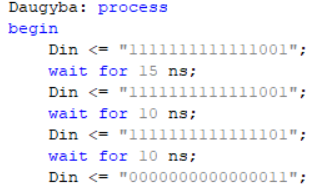 Daugyba: process
begin
Din <= "1111111111111001";
wait for 15 ns;
Din <= "1111111111111001";
wait for 10 ns;
Din <= "1111111111111101";
wait for 10 ns;
Din <= "0000000000000011";